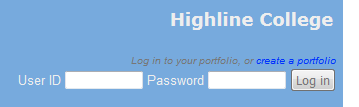 Highline College
Log in to your portfolio, or create a portfolio
User ID Password Log in